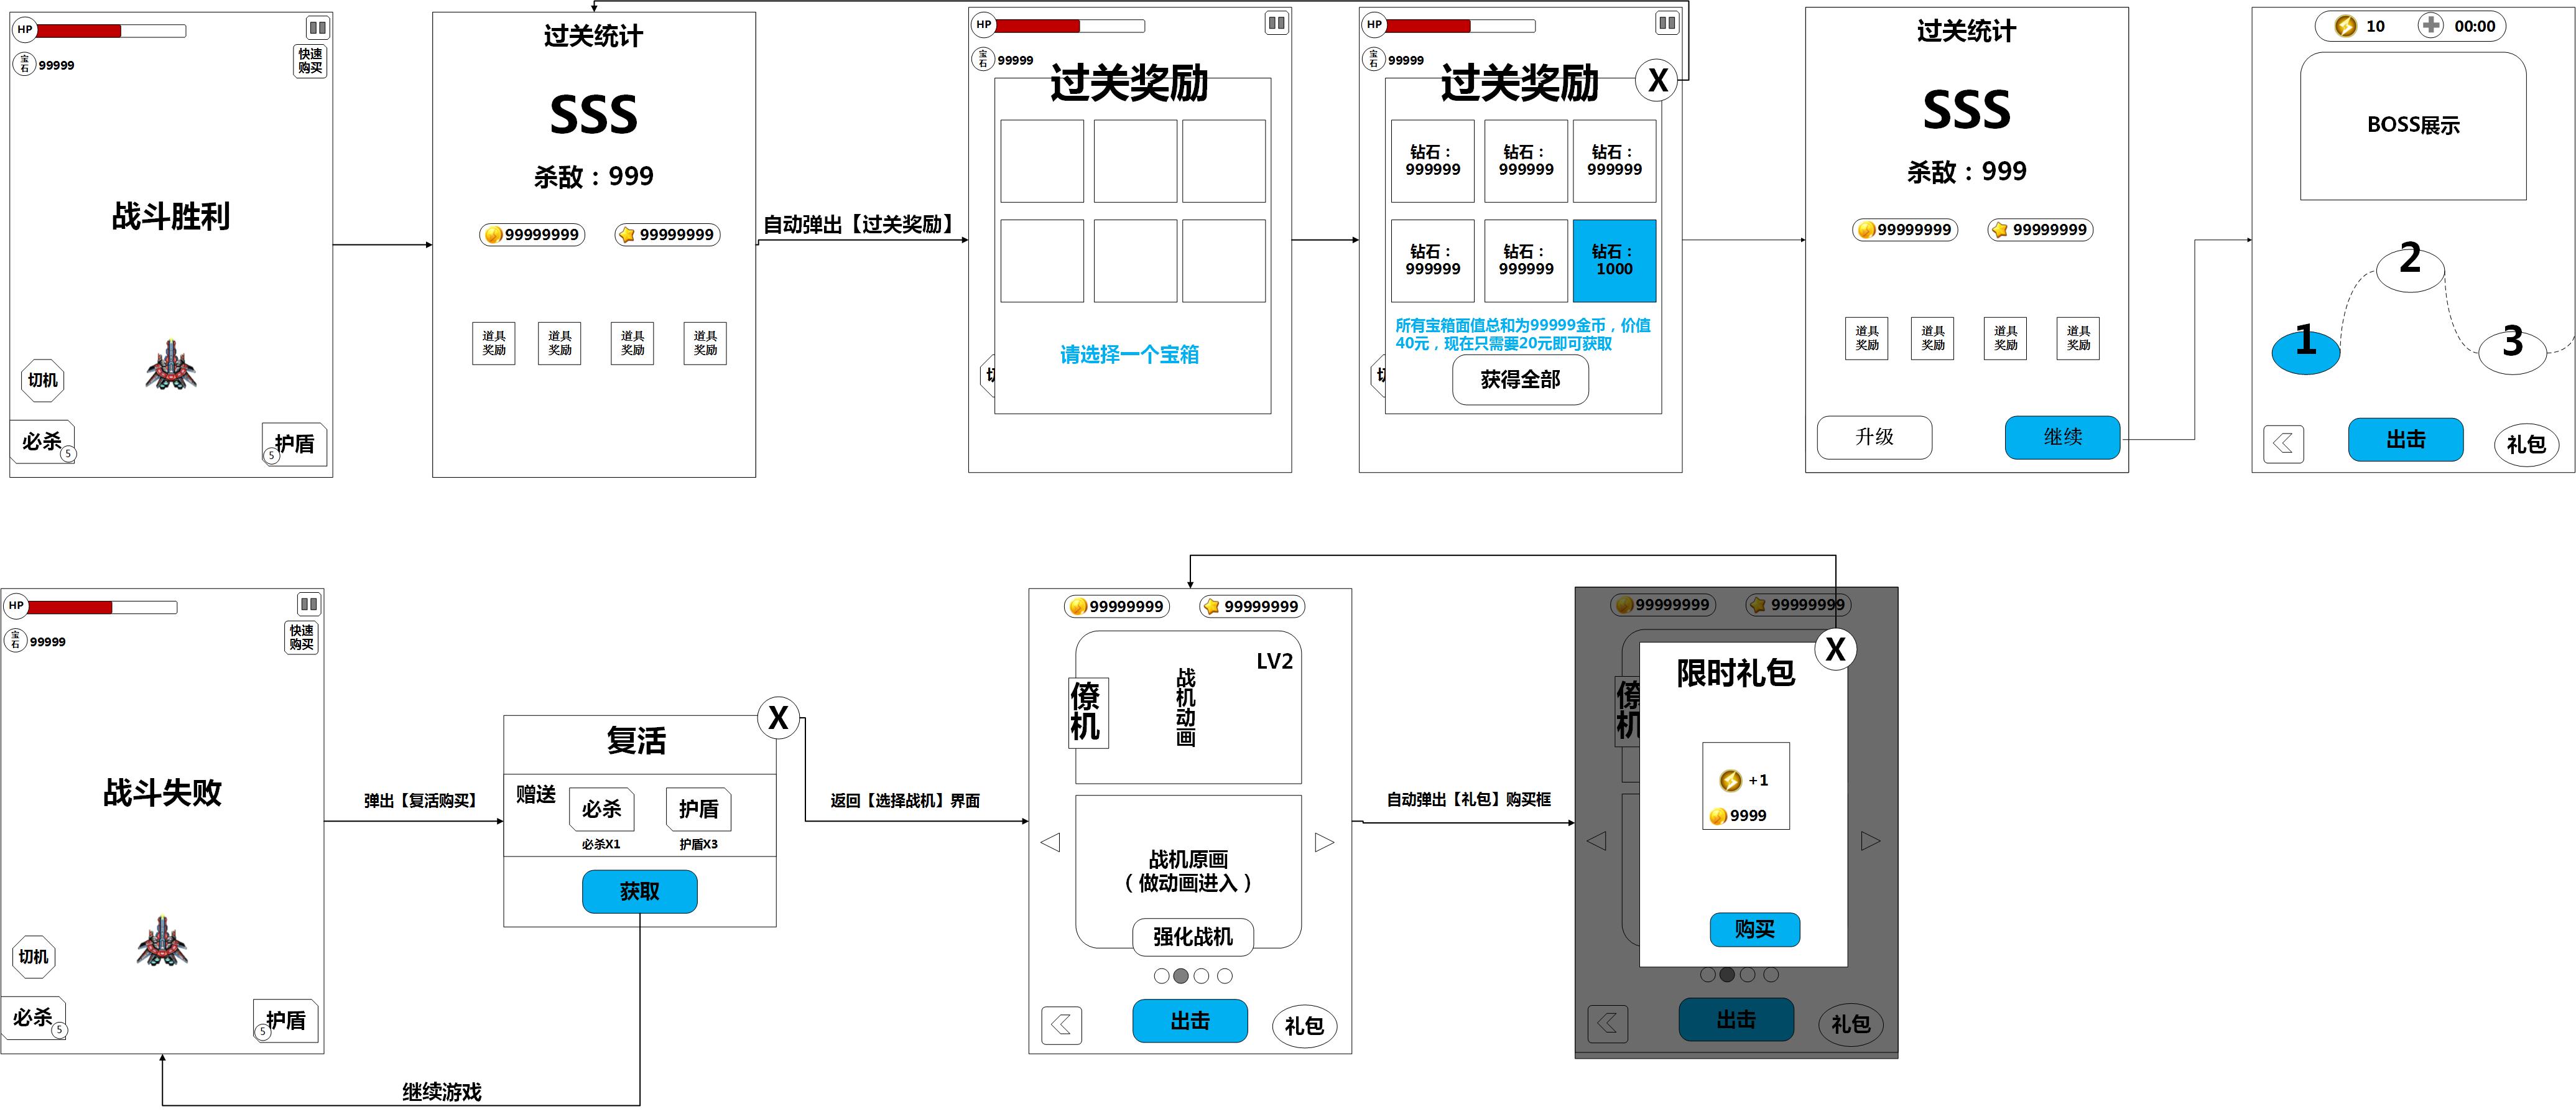 HP
宝
石
99999
快速
购买
战斗胜利
切机
必杀
5
护盾
5
过关统计
SSS
杀敌：999
99999999
99999999
道具
奖励
道具
奖励
道具
奖励
道具
奖励
自动弹出【过关奖励】
HP
宝
石
99999
过关奖励
请选择一个宝箱
切
HP
宝
石
99999
过关奖励
X
钻石：
999999
钻石：
999999
钻石：
999999
钻石：
999999
钻石：
999999
钻石：
1000
所有宝箱面值总和为99999金币，价值
40元，现在只需要20元即可获取
切
获得全部
过关统计
SSS
杀敌：999
99999999
99999999
道具
奖励
道具
奖励
道具
奖励
道具
奖励
升级
继续
10
00:00
BOSS展示
2
1
3
出击
礼包
HP
宝
石
99999
快速
购买
战斗失败
切机
必杀
5
护盾
5
弹出【复活购买】
X
复活
赠送
必杀
护盾
必杀X1
护盾X3
获取
继续游戏
返回【选择战机】界面
99999999
99999999
LV2
僚
机
战
机
动
画
战机原画
（做动画进入）
强化战机
出击
礼包
自动弹出【礼包】购买框
99999999
99999999
X
限时礼包
僚
机
+1
9999
购买
出击
礼包